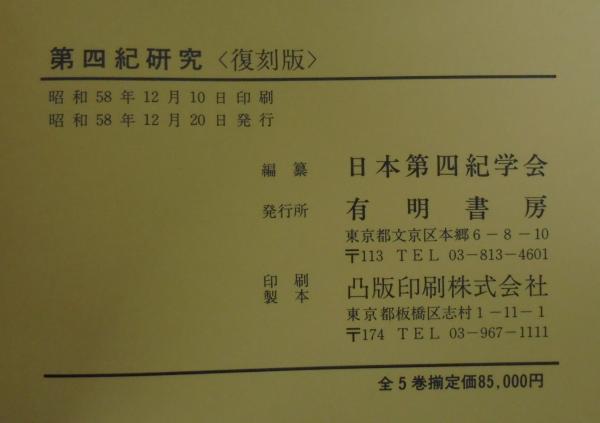 第四紀研究〈復刻版〉
昭和58年12月10日印刷
昭和58年12月20日発行
編纂 日本第四紀学会
発行所 有明書房
東京都文京区本郷6-8-10
〒113 TEL 03-813-4601
印刷
製本 凸版印刷株式会社
東京都板橋区志村1-11-1
〒174 TEL 03-967-1111
全5巻揃定価85,000円